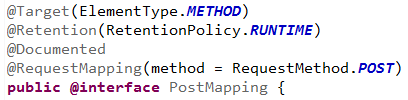 @Target(ElementType.METHOD)
@Retention(RetentionPolicy.RUNTIME)
@Documented
@RequestMapping(method = RequestMethod.POST)
public @interface PostMapping {